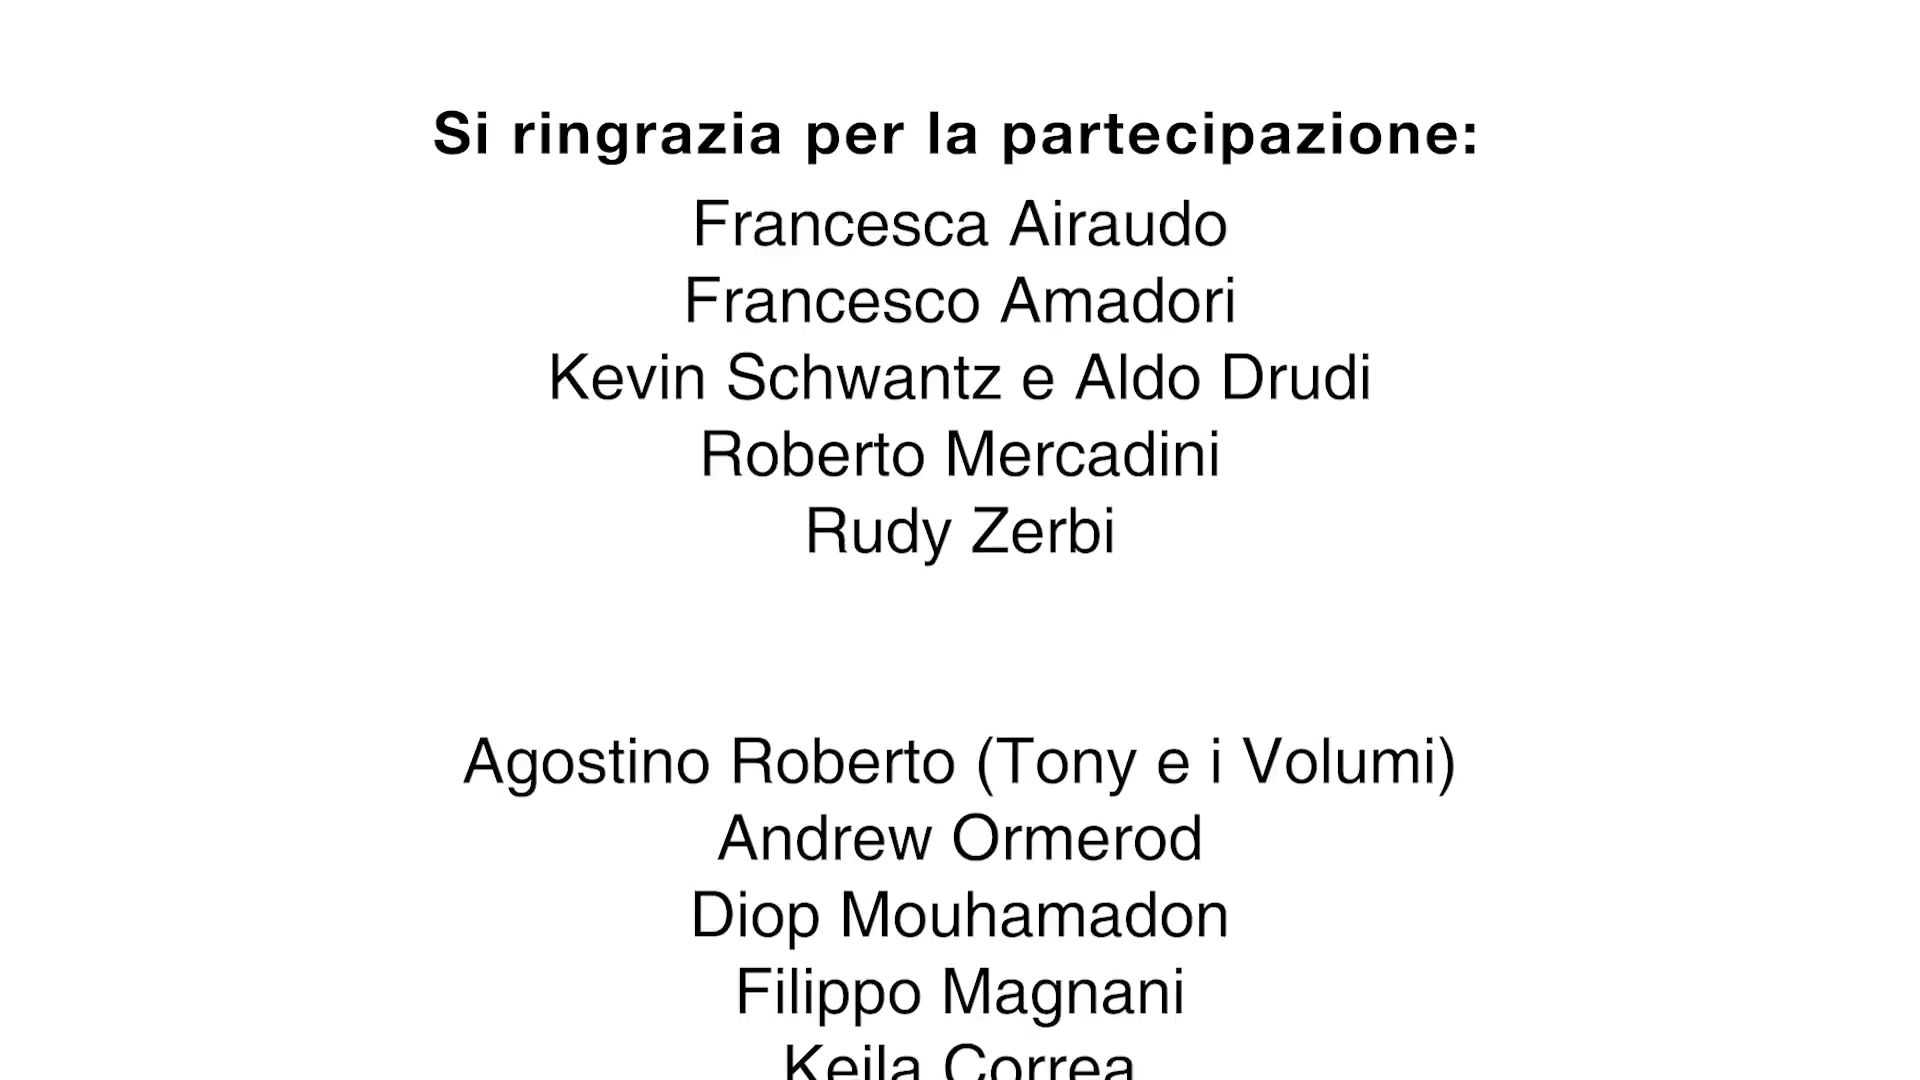 Si ringrazia per la partecipazione:
Francesca Airaudo
Francesco Amadori
Kevin Schwantz e Aldo Drudi
Roberto Mercadini
Rudy Zerbi
Agostino Roberto (Tony e i Volumi)
Andrew Ormerod
Diop Mouhamadon
Filippo Magnani
Keila Correa